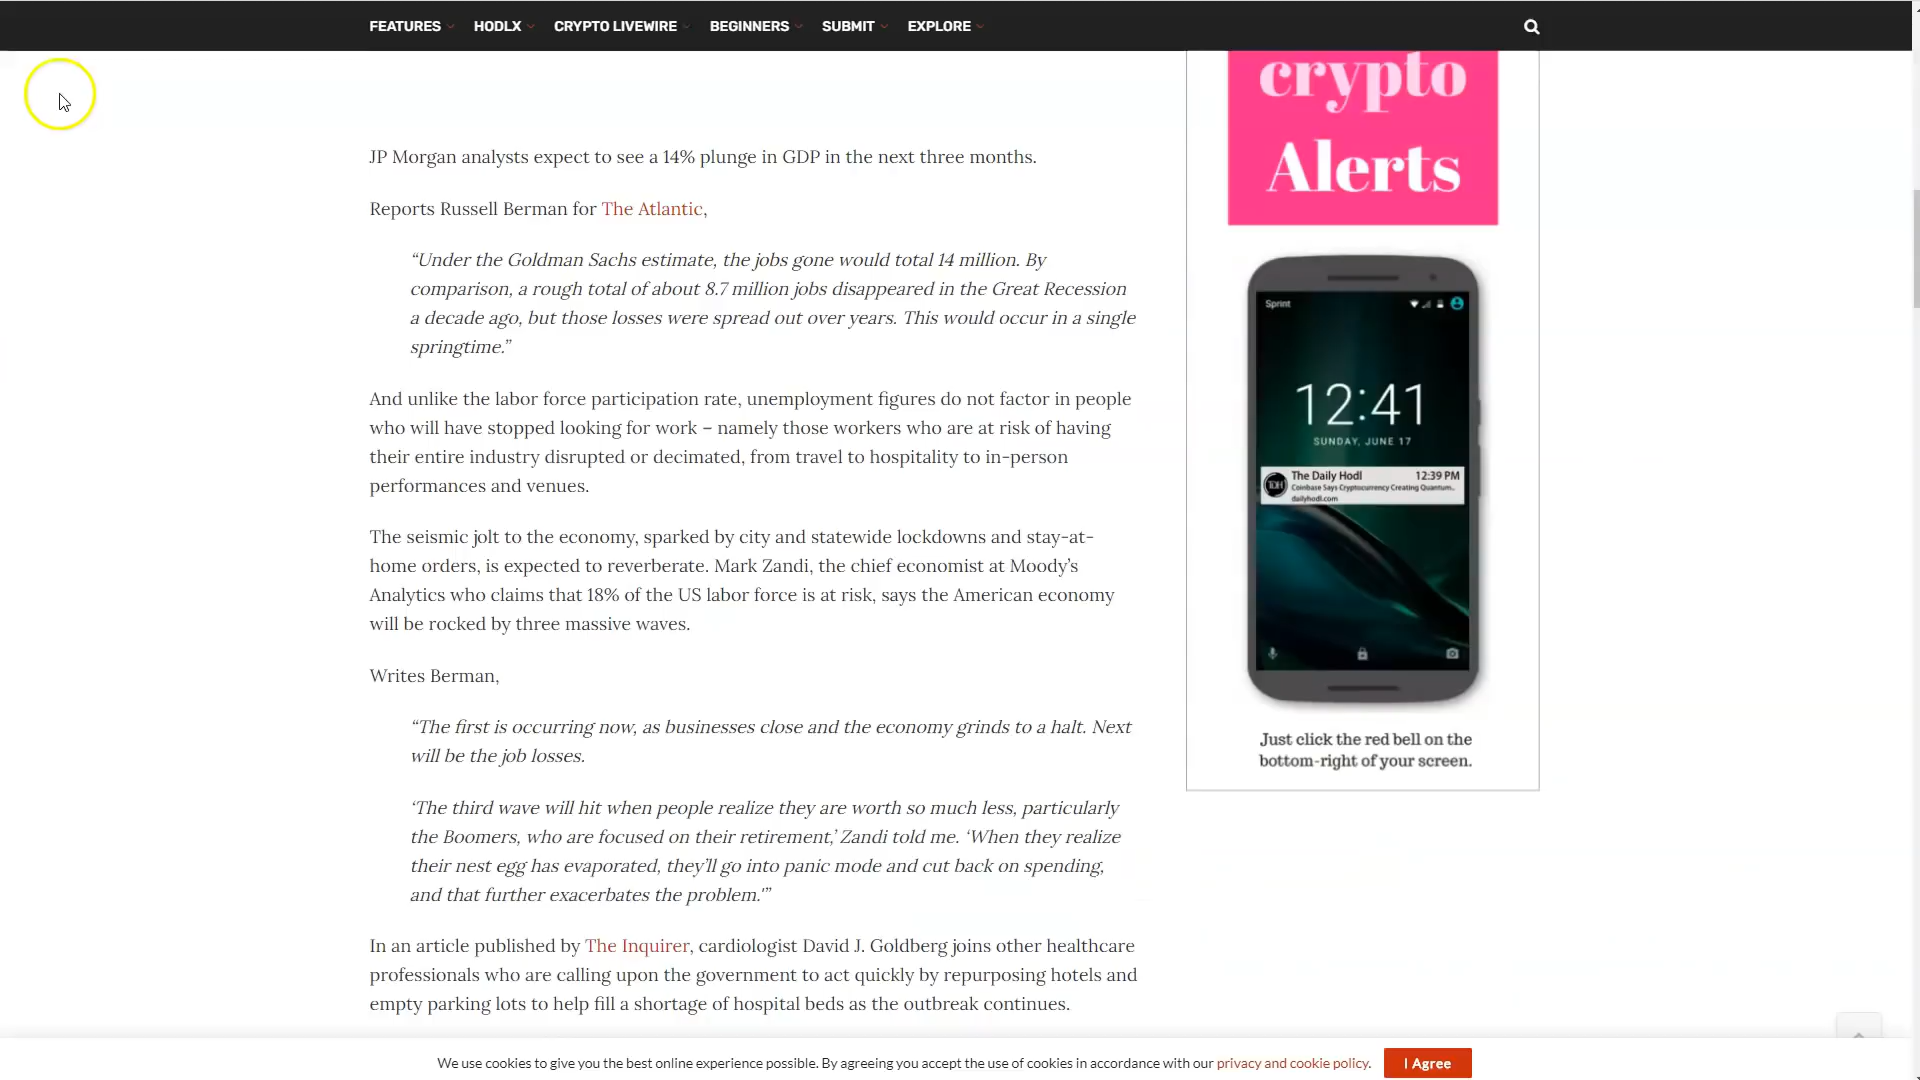 FEATURES HODLX CRYPTO LIVEWIRE BEGINNERS SUBMIT EXPLORE
JP Morgan analysts expect to see a 14% plunge in GDP in the next three months.
Reports Russell Berman for The Atlantic,
“Under the Goldman Sachs estimate, the jobs gone would total 14 million. By
comparison, a rough total of about 8.7 million jobs disappeared in the Great Recession
a decade ago, but those losses were spread out over years. This would occur in a single
springtime.”
And unlike the labor force participation rate, unemployment figures do not factor in people
who will have stopped looking for work – namely those workers who are at risk of having
their entire industry disrupted or decimated, from travel to hospitality to in-person
performances and venues.
The seismic jolt to the economy, sparked by city and statewide lockdowns and stay-at-
home orders, is expected to reverberate. Mark Zandi, the chief economist at Moody’s
Analytics who claims that 18% of the US labor force is at risk, says the American economy
will be rocked by three massive waves.
Writes Berman,
“The first is occurring now, as businesses close and the economy grinds to a halt. Next
will be the job losses.
‘The third wave will hit when people realize they are worth so much less, particularly
the Boomers, who are focused on their retirement,’ Zandi told me. ‘When they realize
their nest egg has evaporated, they’ll go into panic mode and cut back on spending,
and that further exacerbates the problem.'”
In an article published by The Inquirer, cardiologist David J. Goldberg joins other healthcare
professionals who are calling upon the government to act quickly by repurposing hotels and
empty parking lots to help fill a shortage of hospital beds as the outbreak continues.
crypto
Alerts
Sprint
12:41
SUNDAY, JUNE 17
The Daily Hodl 12:39 PM
Coinbase Says Cryptocurrency Creating Quantum..
dailyhodl.com
TDH
Just click the red bell on the
bottom-right of your screen.
We use cookies to give you the best online experience possible. By agreeing you accept the use of cookies in accordance with our privacy and cookie policy.
I Agree